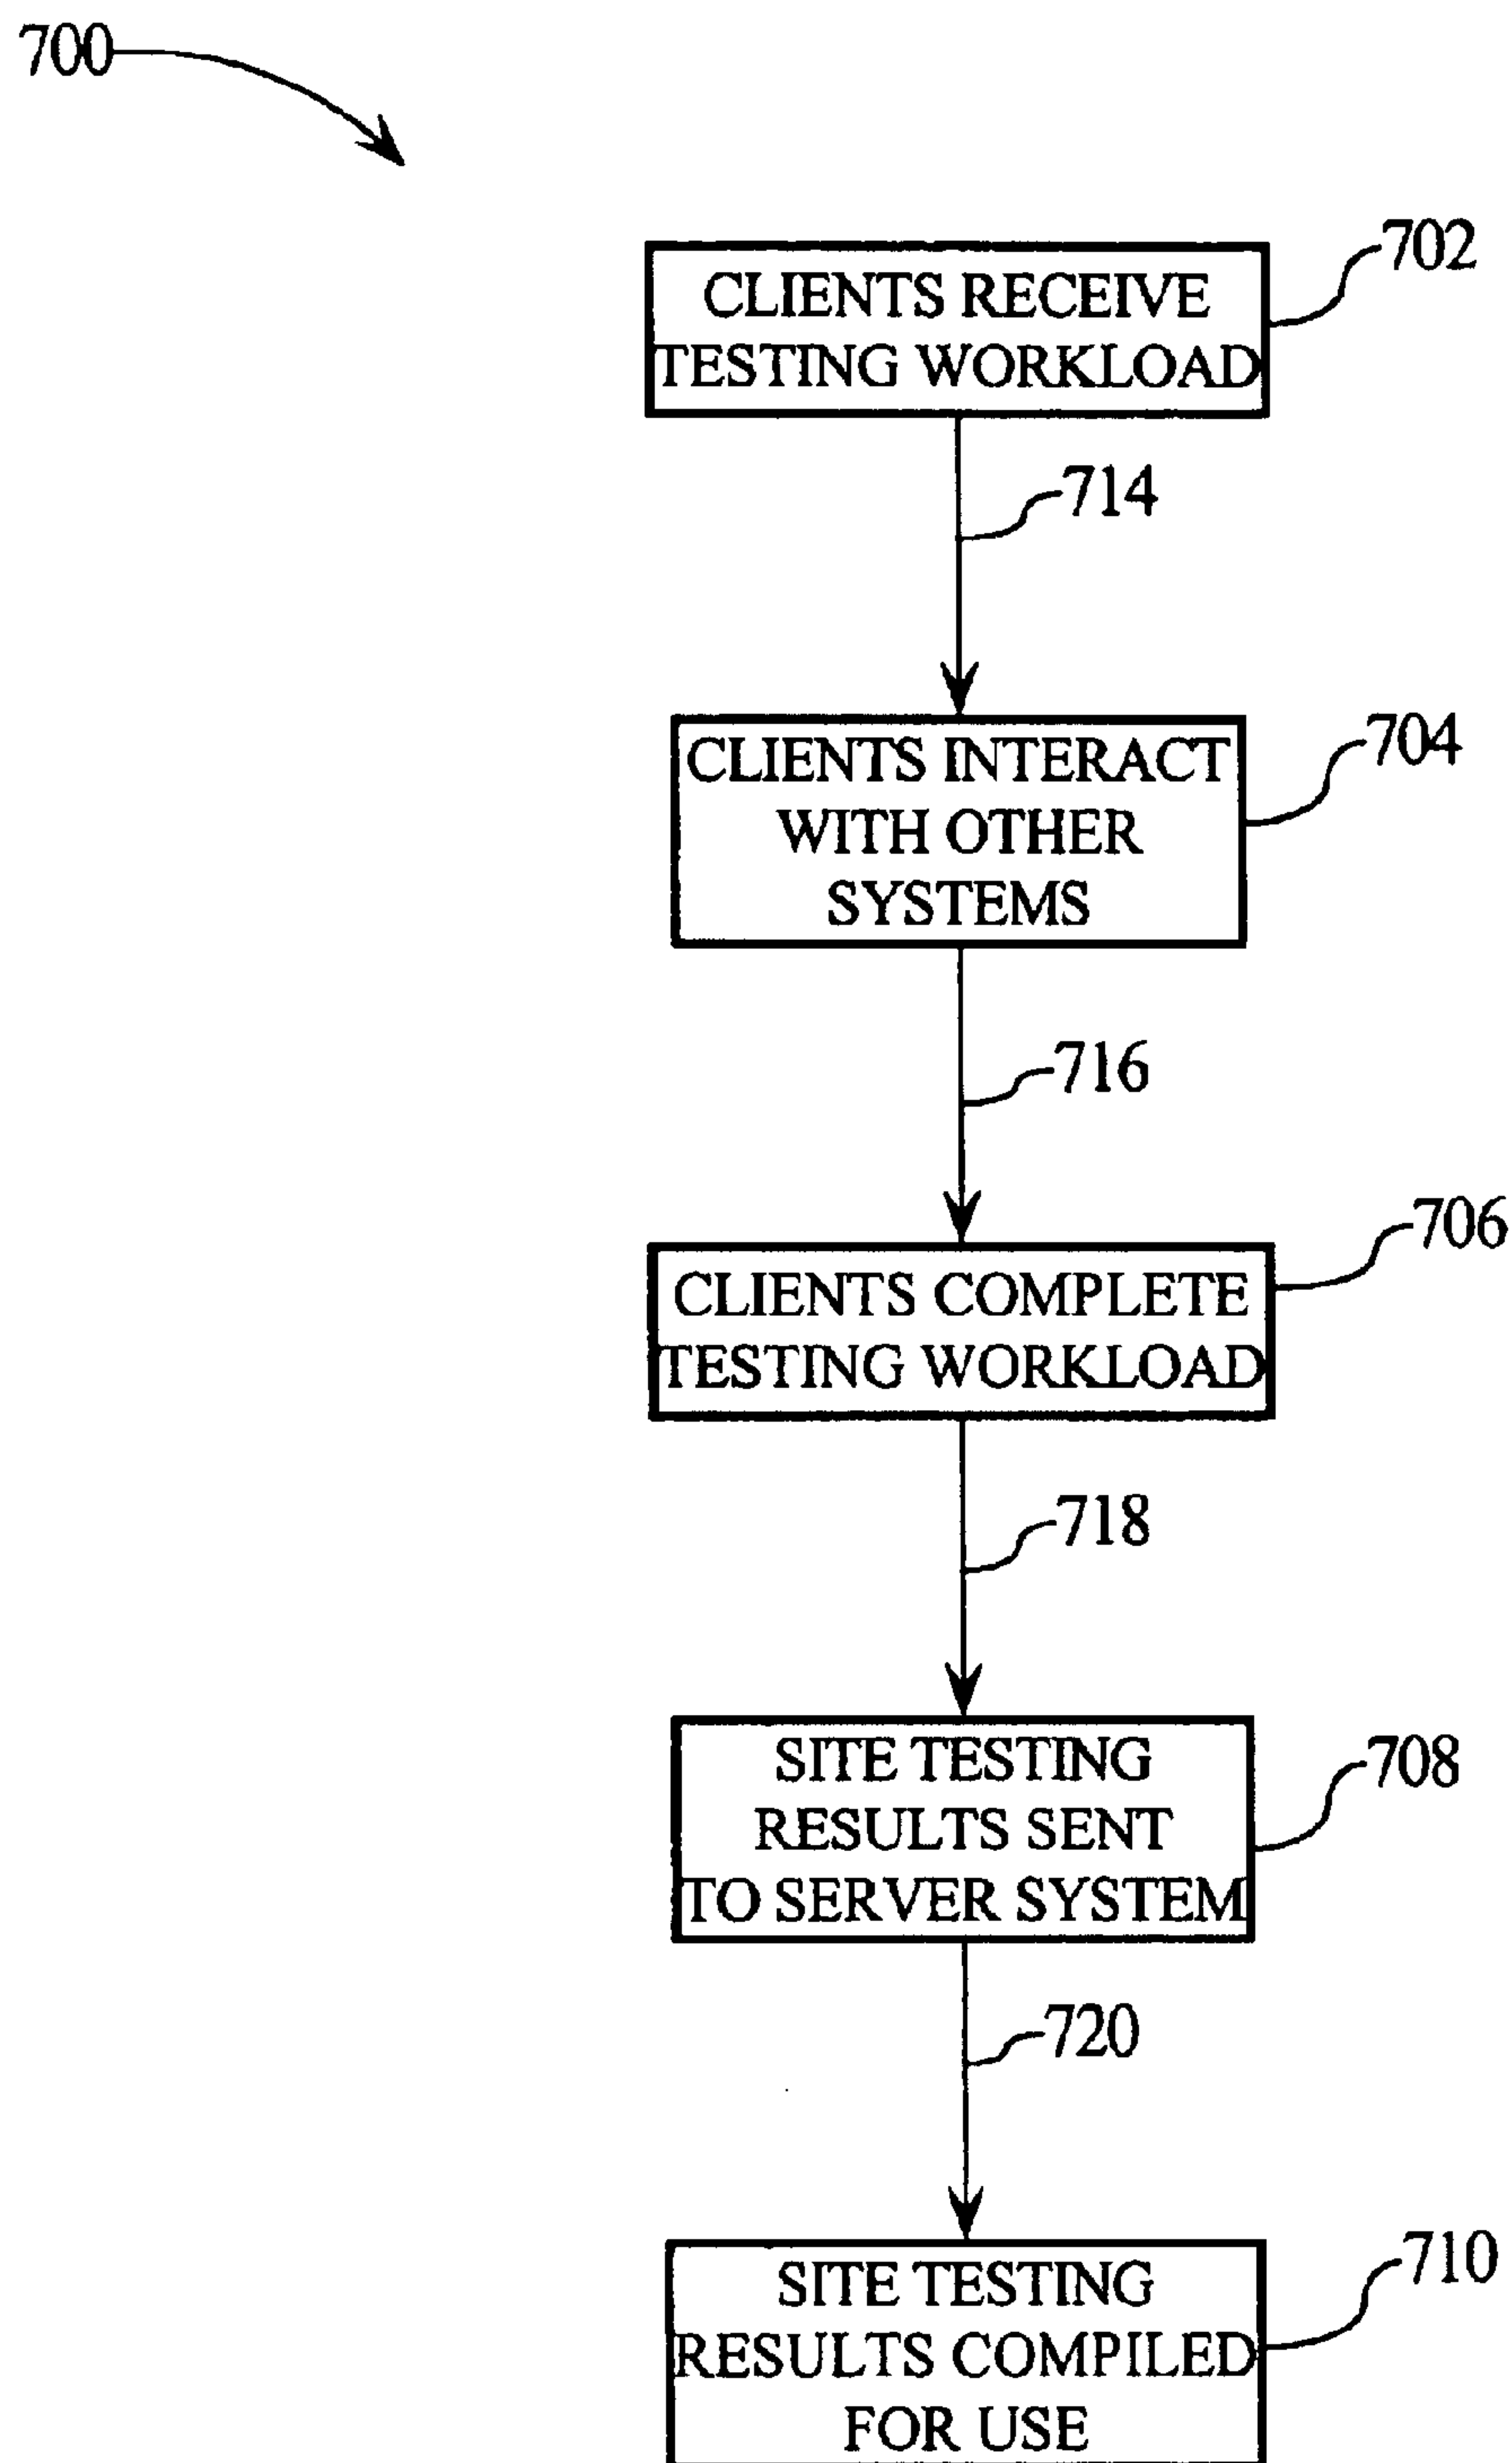 700
702
CLIENTS RECEIVE
TESTING WORKLOAD
714
704
CLIENTS INTERACT
WITH OTHER
SYSTEMS
716
706
CLIENTS COMPLETE
TESTING WORKLOAD
718
708
SITE TESTING
RESULTS SENT
TO SERVER SYSTEM
720
710
SITE TESTING
RESULTS COMPILED
FOR USE